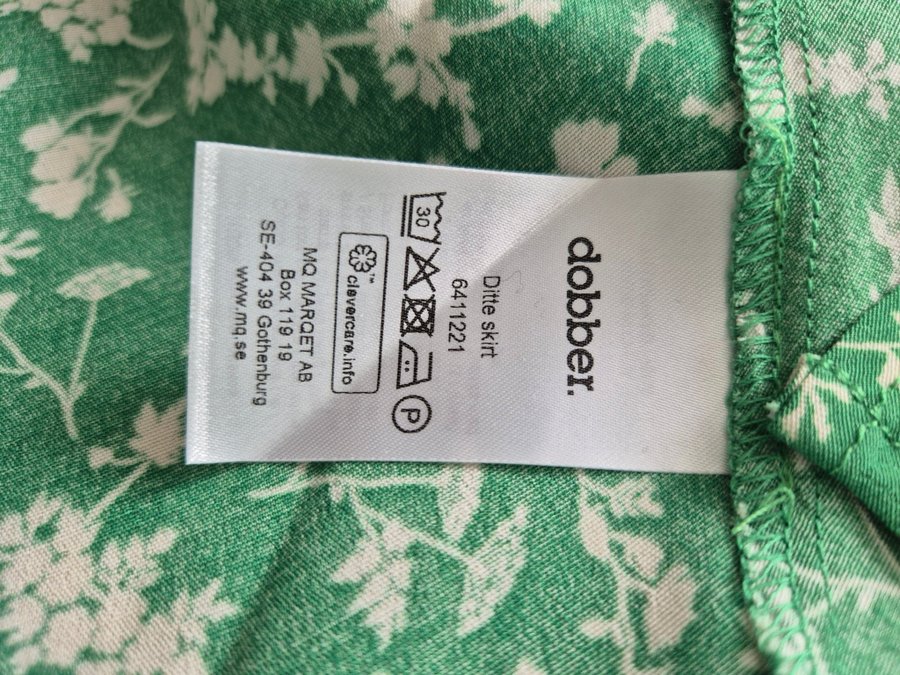 dobber.
Ditte skirt
6411221
30
P
clevercare.info™
MQ MARQET AB
Box 119 19
SE-404 39 Gothenburg
www.mq.se